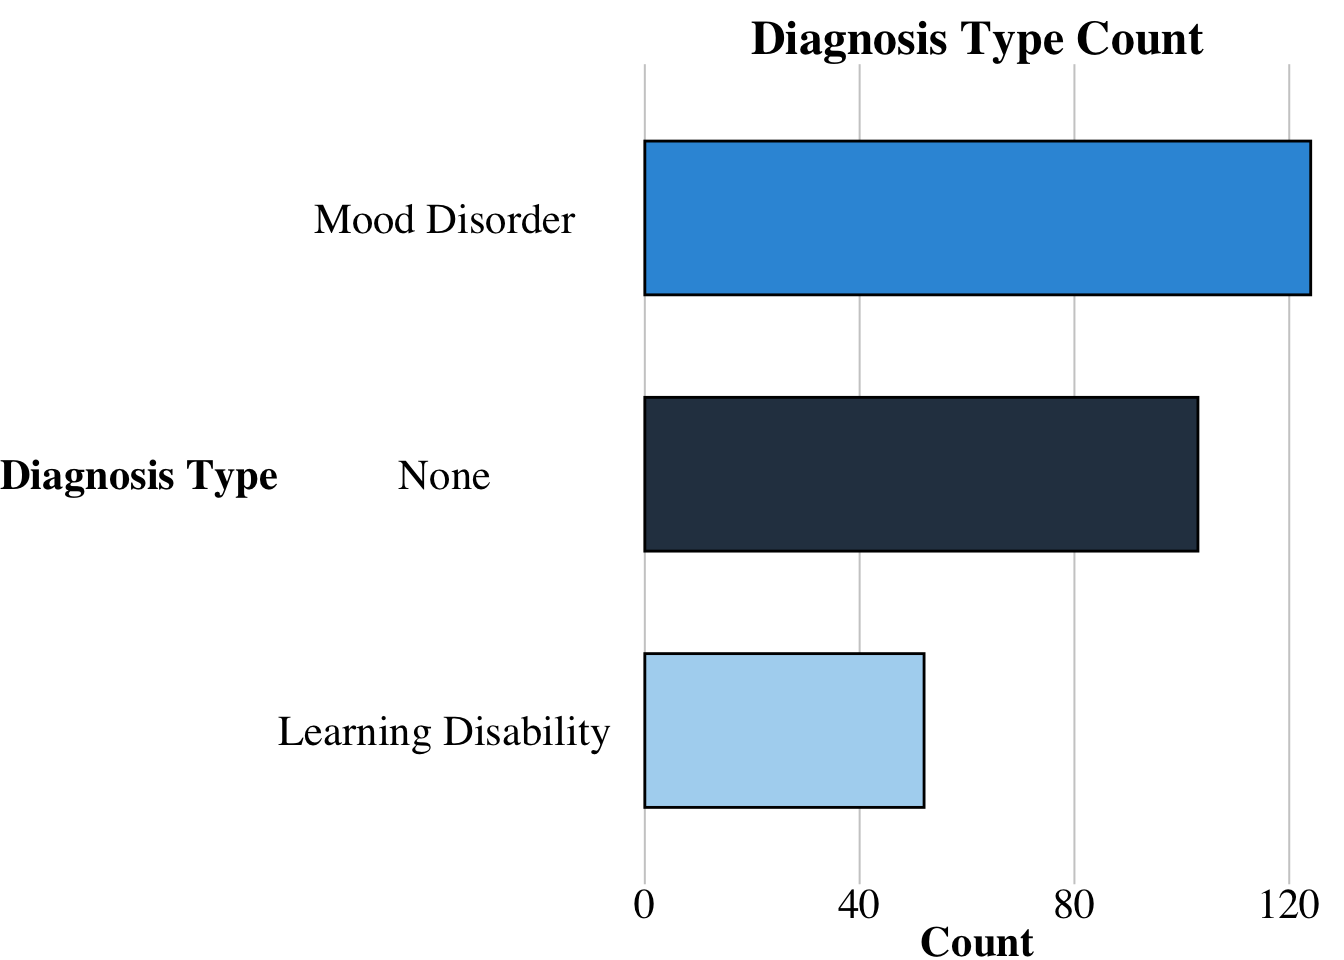 Diagnosis Type Count
Mood Disorder
Diagnosis Type
None
Learning Disability
0 40 80 120
Count